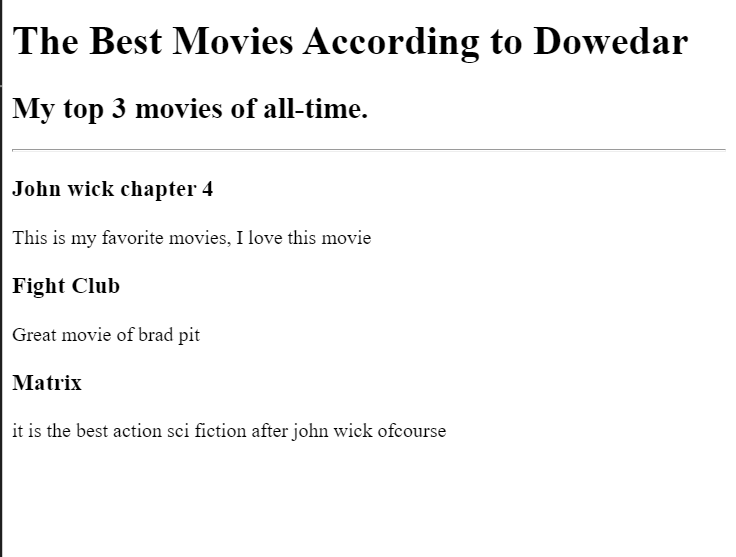 The Best Movies According to Dowedar
My top 3 movies of all-time.
John wick chapter 4
This is my favorite movies, I love this movie
Fight Club
Great movie of brad pit
Matrix
it is the best action sci fiction after john wick ofcourse